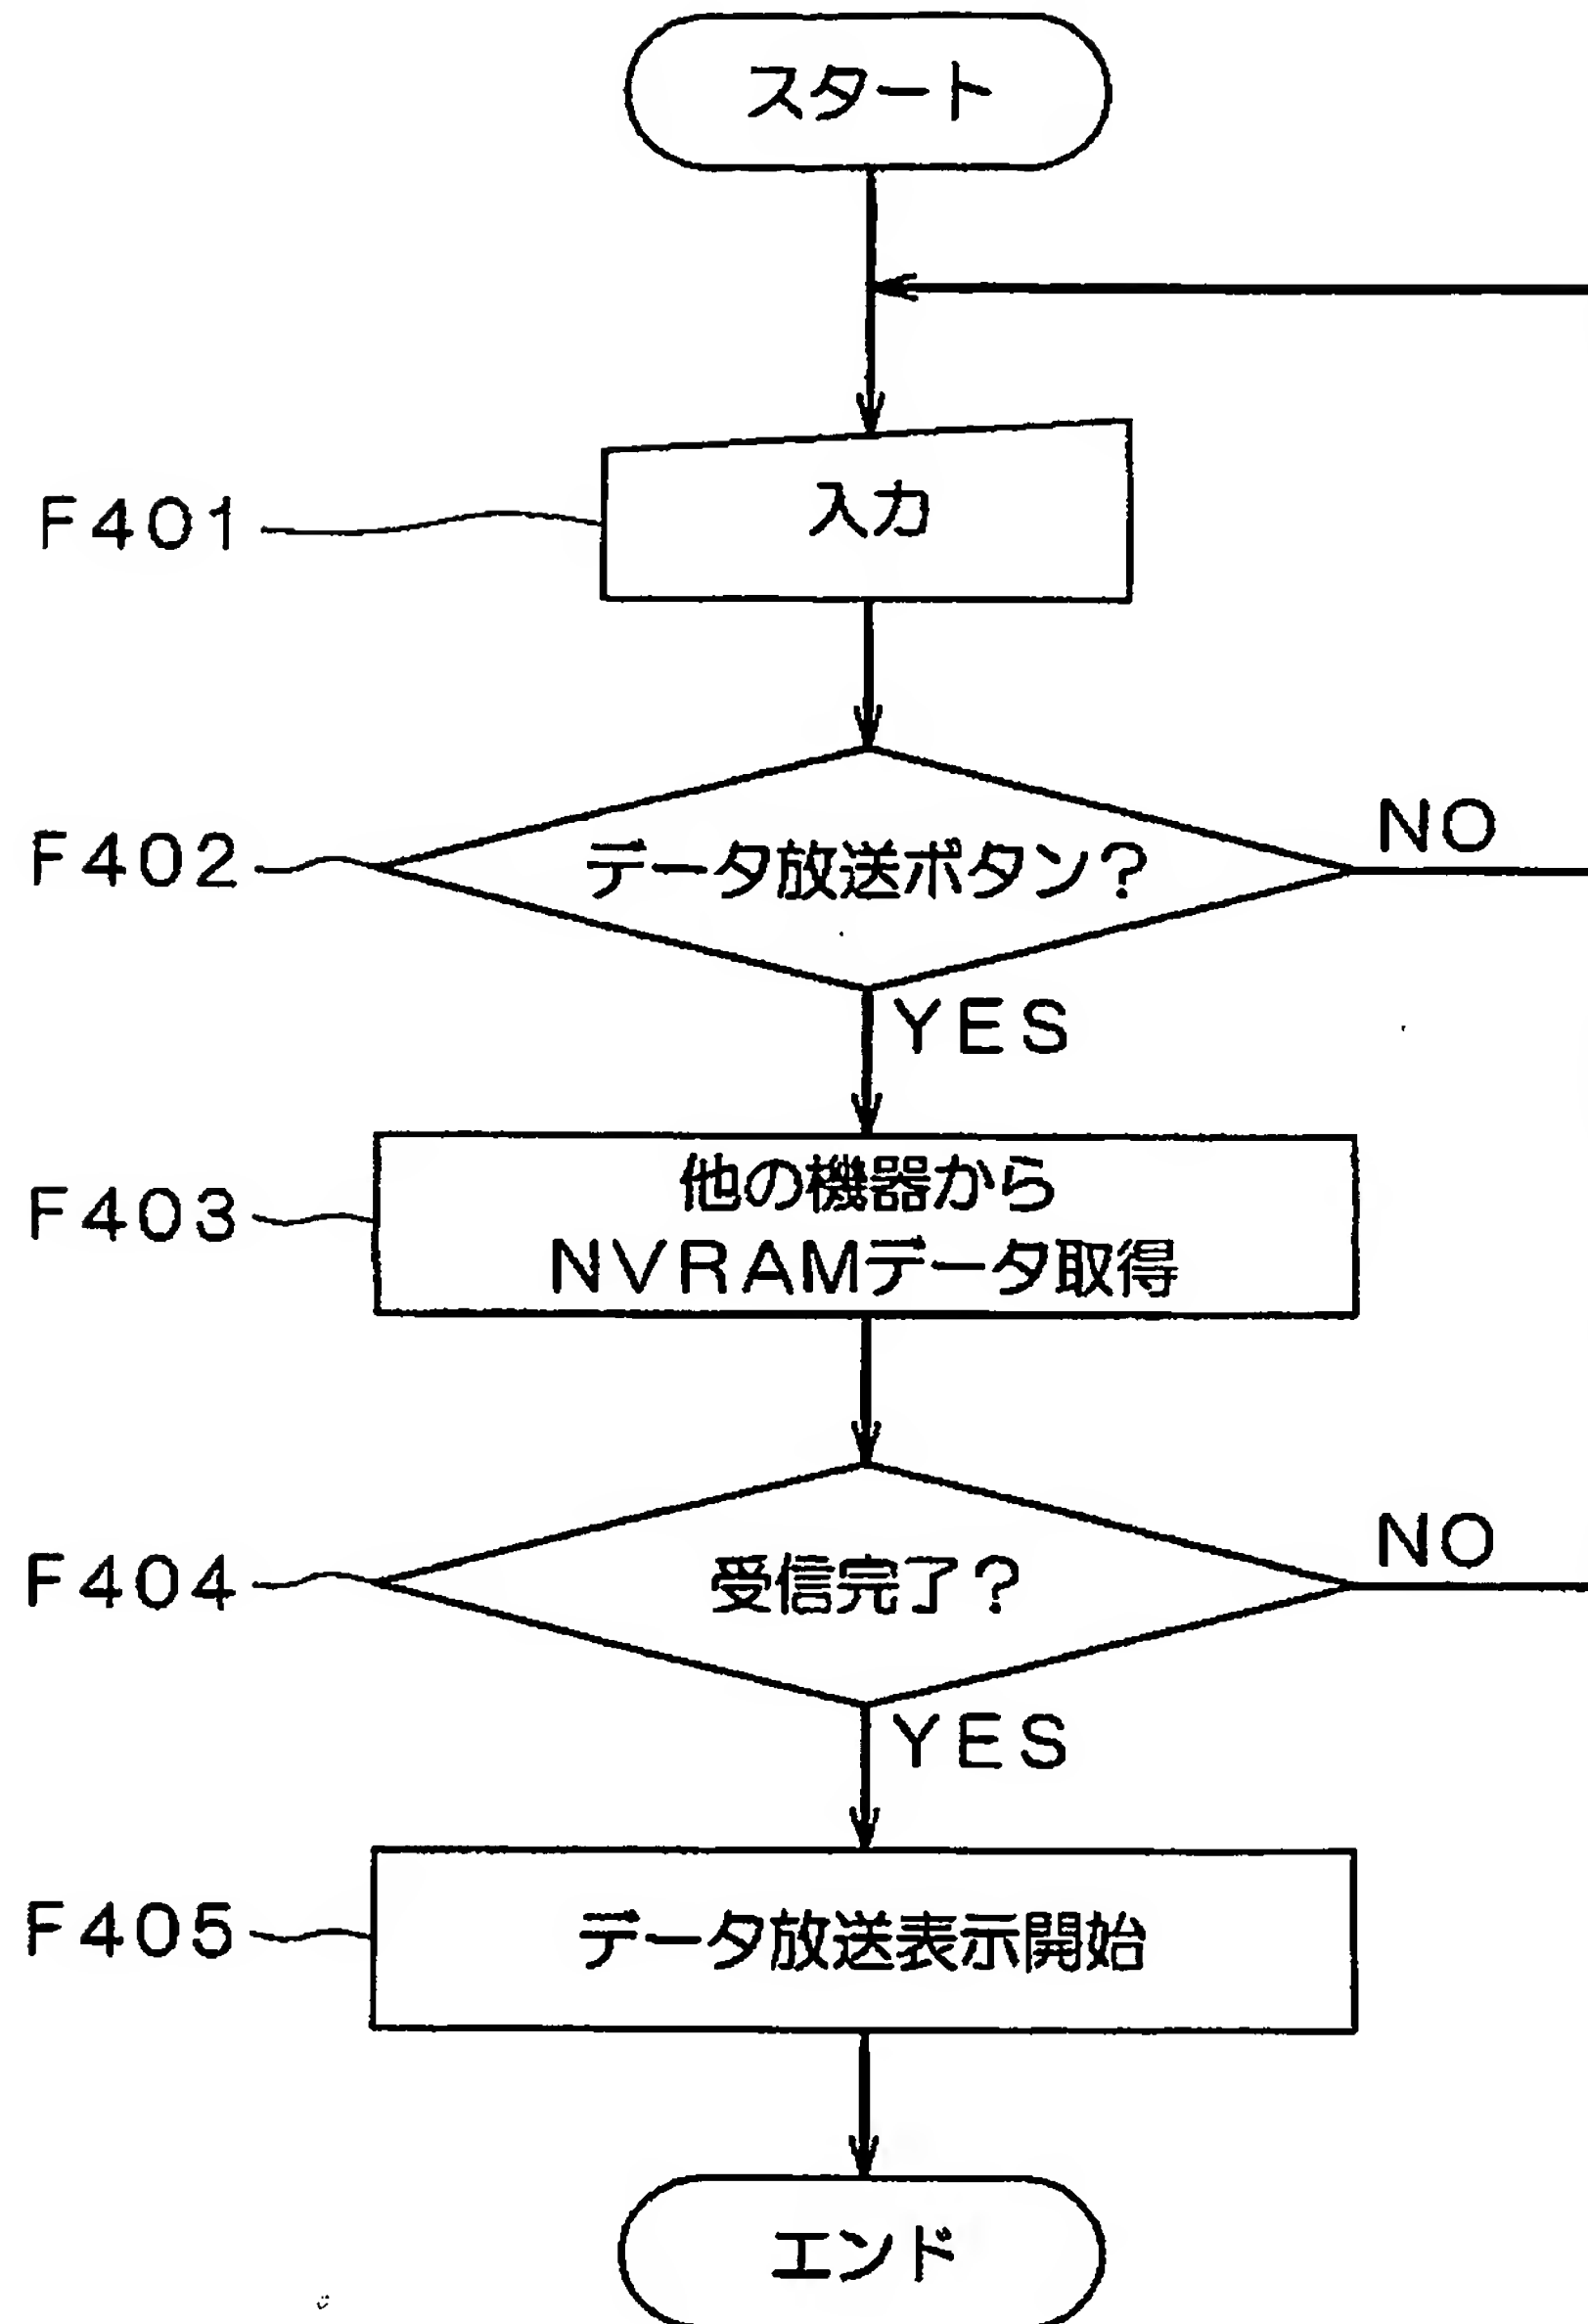 スタート
F401
入力
F402
データ放送ボタン？
NO
YES
F403
他の機器から
NVRAMデータ取得
F404
受信完了？
NO
YES
F405
データ放送表示開始
エンド